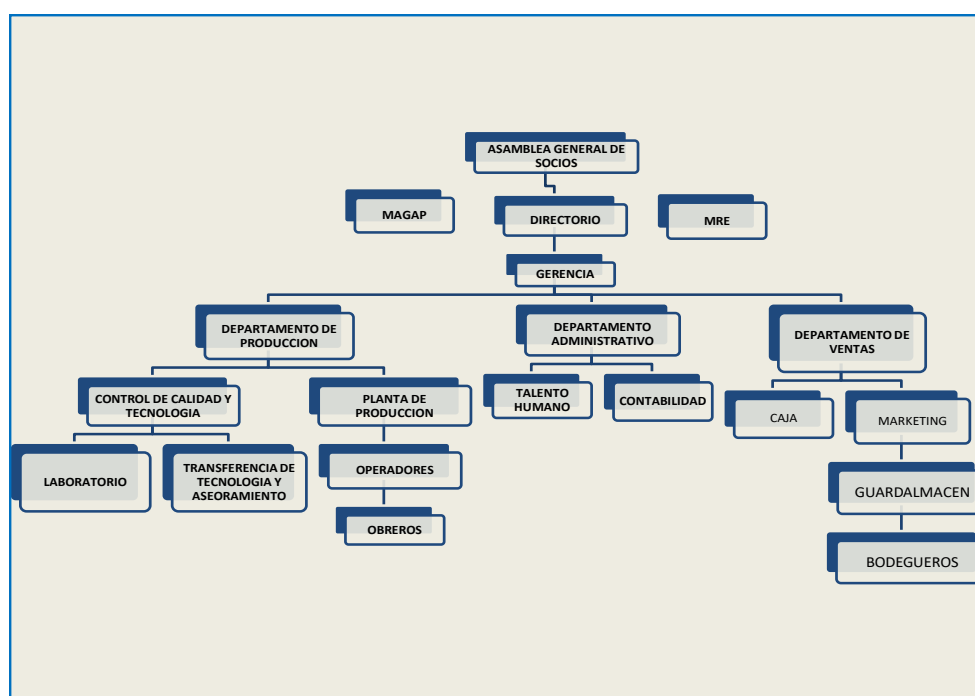 ASAMBLEA GENERAL DE
SOCIOS
MAGAP
DIRECTORIO
MRE
GERENCIA
DEPARTAMENTO DE
PRODUCCION
DEPARTAMENTO
ADMINISTRATIVO
DEPARTAMENTO DE
VENTAS
CONTROL DE CALIDAD Y
TECNOLOGIA
PLANTA DE
PRODUCCION
TALENTO
HUMANO
CONTABILIDAD
CAJA
MARKETING
LABORATORIO
TRANSFERENCIA DE
TECNOLOGIA Y
ASEORAMIENTO
OPERADORES
GUARDALMACEN
OBREROS
BODEGUEROS